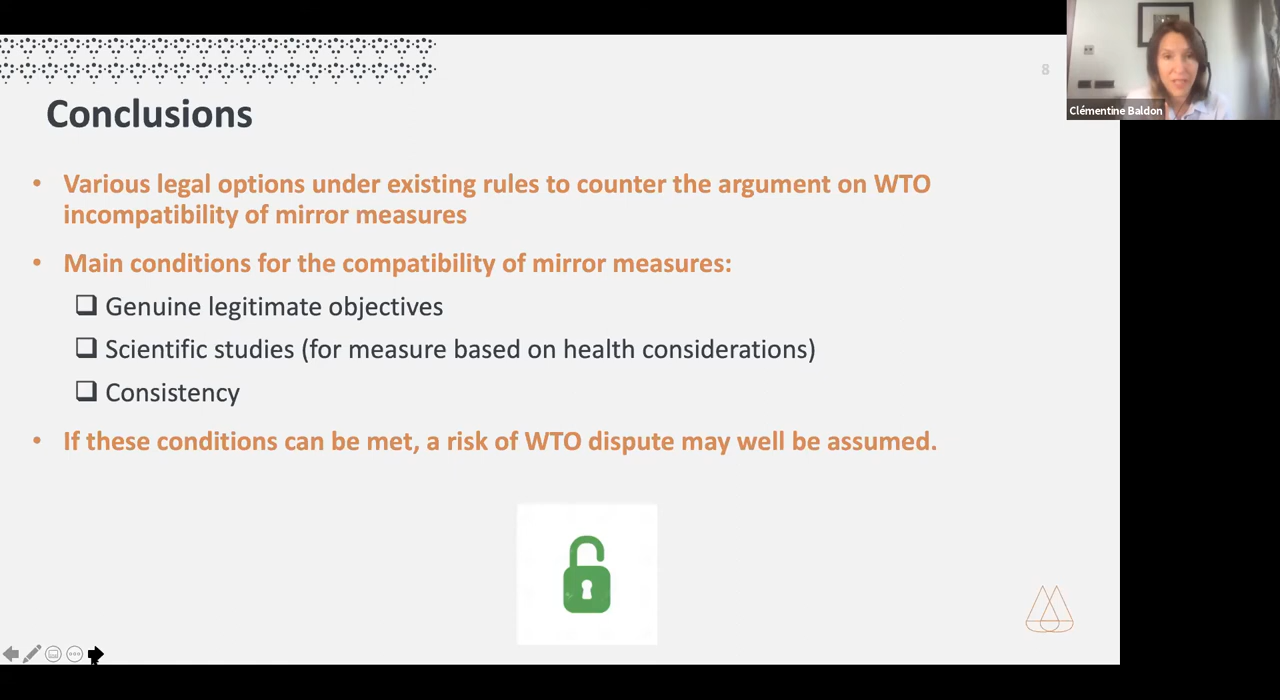 8
Clémentine Baldon
Conclusions
• Various legal options under existing rules to counter the argument on WTO
incompatibility of mirror measures
• Main conditions for the compatibility of mirror measures:
❑ Genuine legitimate objectives
❑ Scientific studies (for measure based on health considerations)
❑ Consistency
• If these conditions can be met, a risk of WTO dispute may well be assumed.